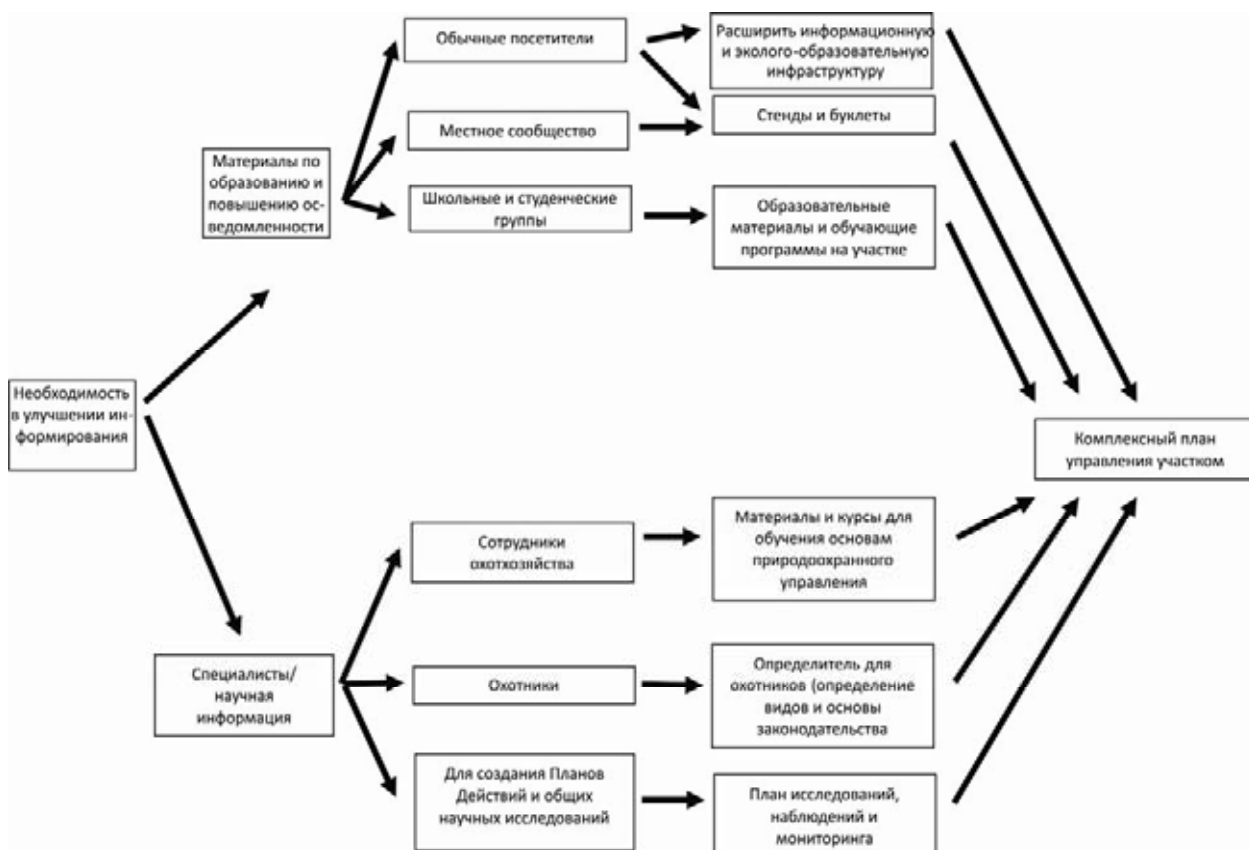 Обычные посетители
Расширить информационную
и эколого-образовательную
инфраструктуру
Местное сообщество
Стенды и буклеты
Материалы по
образованию и
повышению ос-
ведомленности
Школьные и студенческие
группы
Образовательные
материалы и обучающие
программы на участке
Необходимость
в улучшении ин-
формирования
Комплексный план
управления участком
Сотрудники
охотхозяйства
Материалы и курсы для
обучения основам
природоохранного
управления
Специалисты/
научная
информация
Охотники
Определитель для
охотников (определение
видов и основы
законодательства
Для создания Планов
Действий и общих
научных исследований
План исследований,
наблюдений и
мониторинга